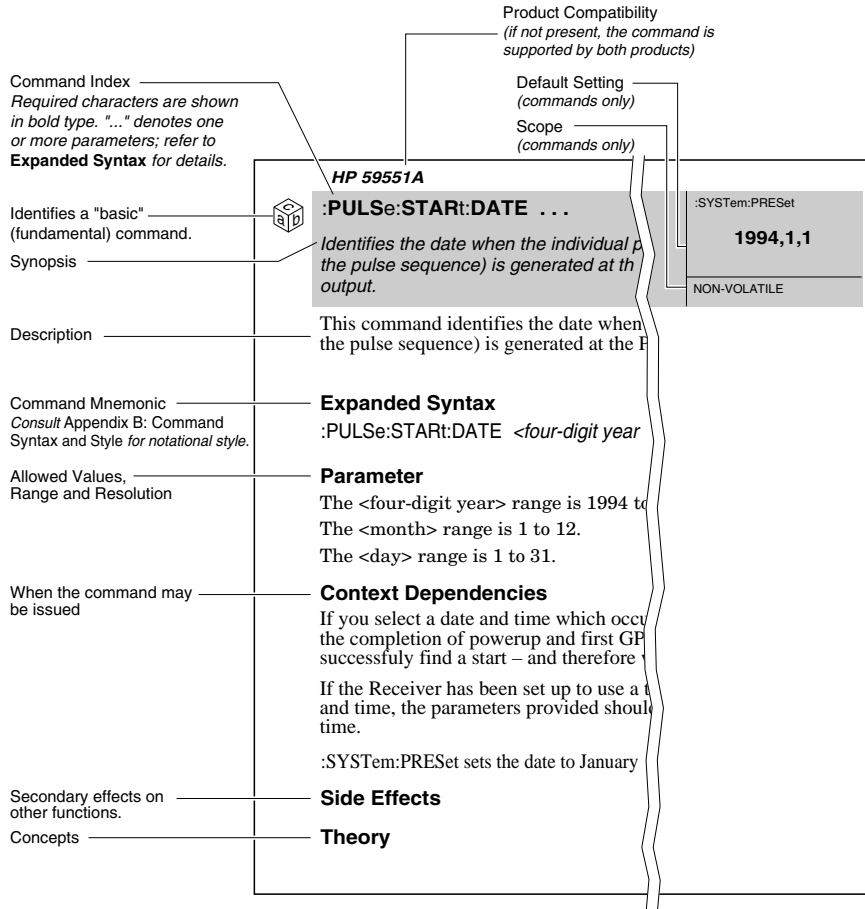 Product Compatibility
(if not present, the command is
supported by both products)
Default Setting
(commands only)
Scope
(commands only)
Command Index
Required characters are shown
in bold type. "..." denotes one
or more parameters; refer to
Expanded Syntax for details.
Identifies a "basic"
(fundamental) command.
Synopsis
Description
Command Mnemonic
Consult Appendix B: Command
Syntax and Style for notational style.
Allowed Values,
Range and Resolution
When the command may
be issued
Secondary effects on
other functions.
Concepts
HP 59551A
c a b
:PULSe:STARt:DATE . . .
Identifies the date when the individual p
the pulse sequence) is generated at th
output.
:SYSTem:PRESet
1994,1,1
NON-VOLATILE
This command identifies the date when
the pulse sequence) is generated at the P
Expanded Syntax
:PULSe:STARt:DATE <four-digit year
Parameter
The <four-digit year> range is 1994 to
The <month> range is 1 to 12.
The <day> range is 1 to 31.
Context Dependencies
If you select a date and time which occu
the completion of powerup and first GP
successfuly find a start – and therefore
If the Receiver has been set up to use a t
and time, the parameters provided shoul
time.
:SYSTem:PRESet sets the date to January
Side Effects
Theory